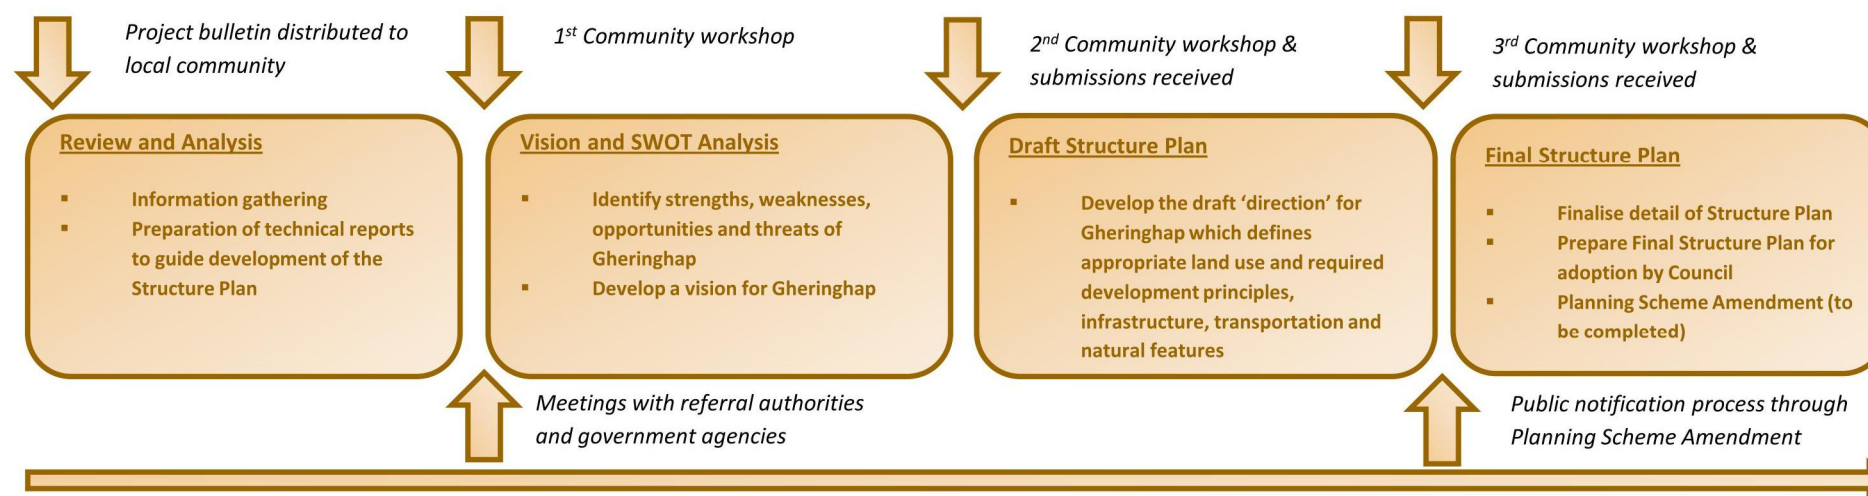 Project bulletin distributed to
local community
1st Community workshop
2nd Community workshop &
submissions received
3rd Community workshop &
submissions received
Review and Analysis
▪ Information gathering
▪ Preparation of technical reports
to guide development of the
Structure Plan
Vision and SWOT Analysis
▪ Identify strengths, weaknesses,
opportunities and threats of
Gheringhap
▪ Develop a vision for Gheringhap
Draft Structure Plan
▪ Develop the draft ‘direction’ for
Gheringhap which defines
appropriate land use and required
development principles,
infrastructure, transportation and
natural features
Final Structure Plan
▪ Finalise detail of Structure Plan
▪ Prepare Final Structure Plan for
adoption by Council
▪ Planning Scheme Amendment (to
be completed)
Meetings with referral authorities
and government agencies
Public notification process through
Planning Scheme Amendment